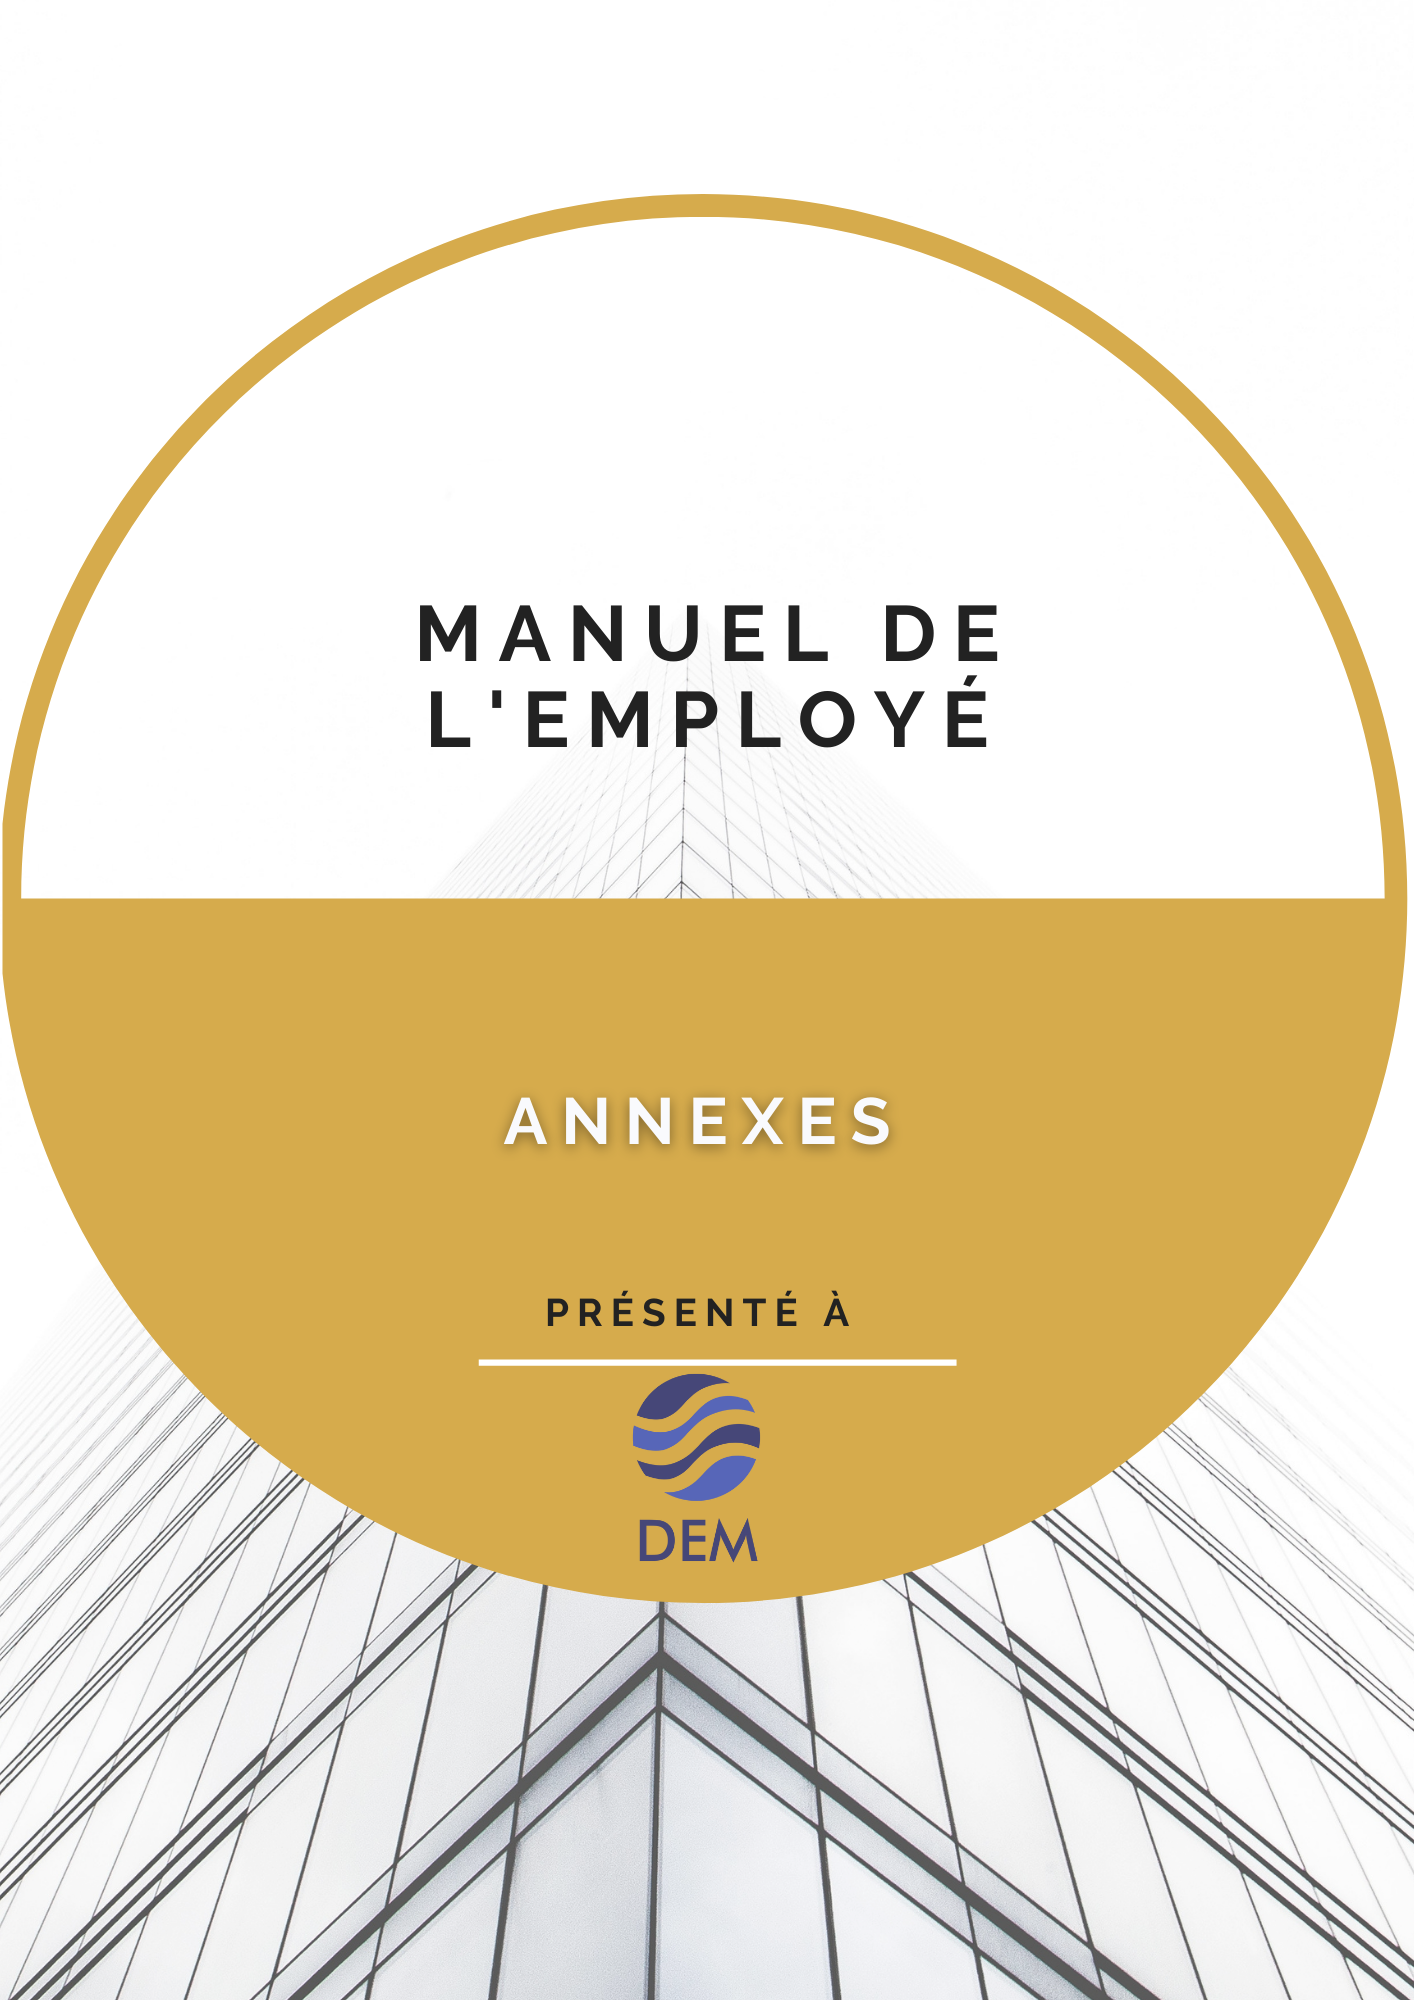 MANUEL DE
L'EMPLOYÉ
ANNEXES
PRÉSENTÉ À
DEM